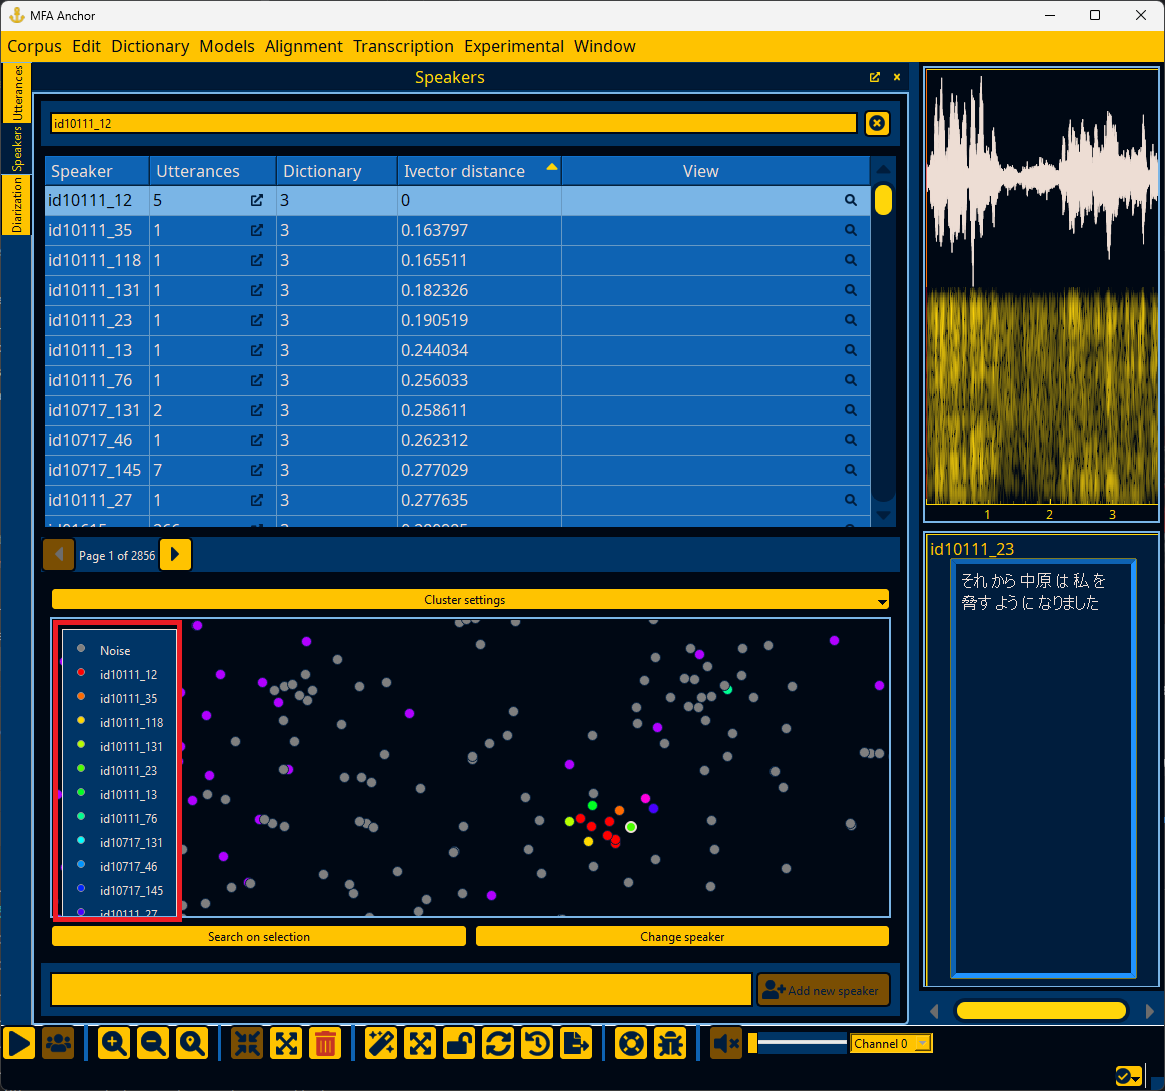 MFA Anchor
Corpus Edit Dictionary Models Alignment Transcription Experimental Window
Utterances
Speakers
Diarization
Speakers
id10111_12
Speaker Utterances Dictionary Ivector distance View
id10111_12 5 3 0
id10111_35 1 3 0.163797
id10111_118 1 3 0.165511
id10111_131 1 3 0.182326
id10111_23 1 3 0.190519
id10111_13 1 3 0.244034
id10111_76 1 3 0.256033
id10717_131 2 3 0.258611
id10717_46 1 3 0.262312
id10717_145 7 3 0.277029
id10111_27 1 3 0.277635
Page 1 of 2856
Cluster settings
Noise
id10111_12
id10111_35
id10111_118
id10111_131
id10111_23
id10111_13
id10111_76
id10717_131
id10717_46
id10717_145
id10111_27
Search on selection
Change speaker
Add new speaker
1 2 3
id10111_23
それ から 中原 は 私 を
脅す よう に なりました
Channel 0